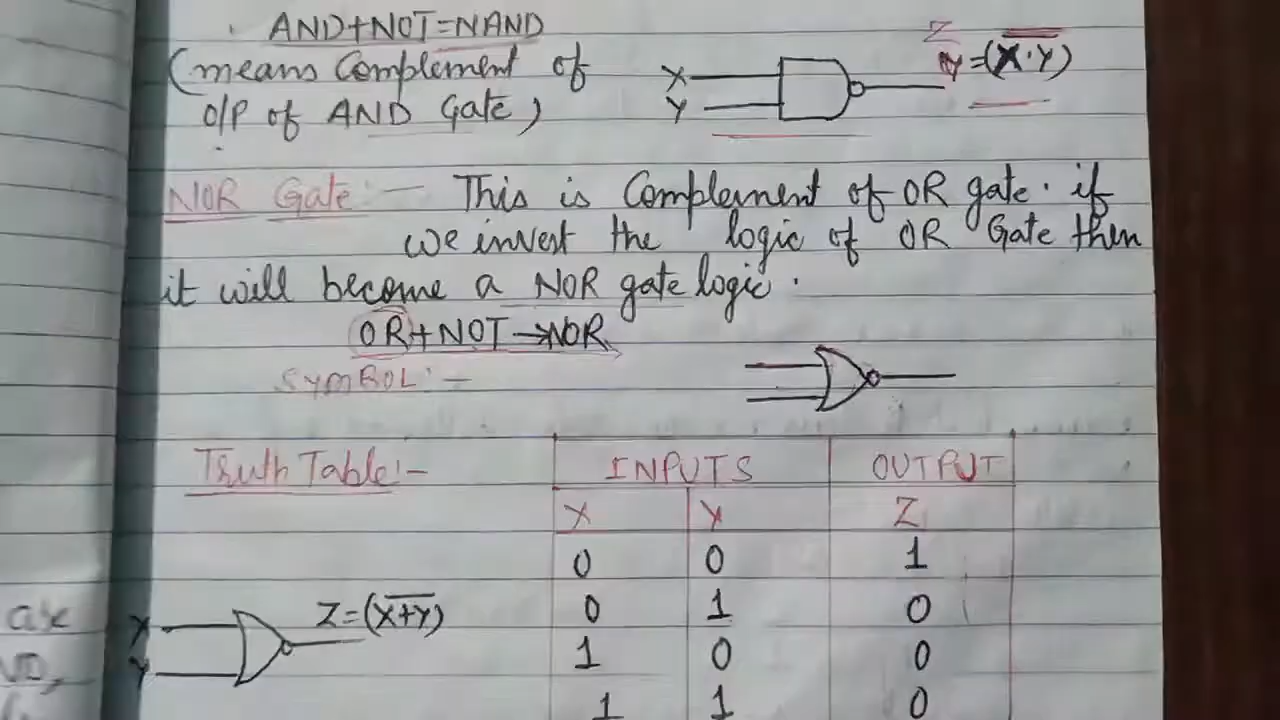 AND+NOT=NAND
(means Complement of
O/P of AND Gate)
X
Y
Z
Y=(X̅·̅Y̅)
NOR Gate:- This is Complement of OR gate. if
we invert the logic of OR Gate then
it will become a NOR gate logic.
OR+NOT→NOR
SYMBOL:-
Truth Table:-
INPUTS OUTPUT
X Y Z
0 0 1
0 1 0
1 0 0
1 1 0
X
Y
Z=(X̅+̅Y̅)